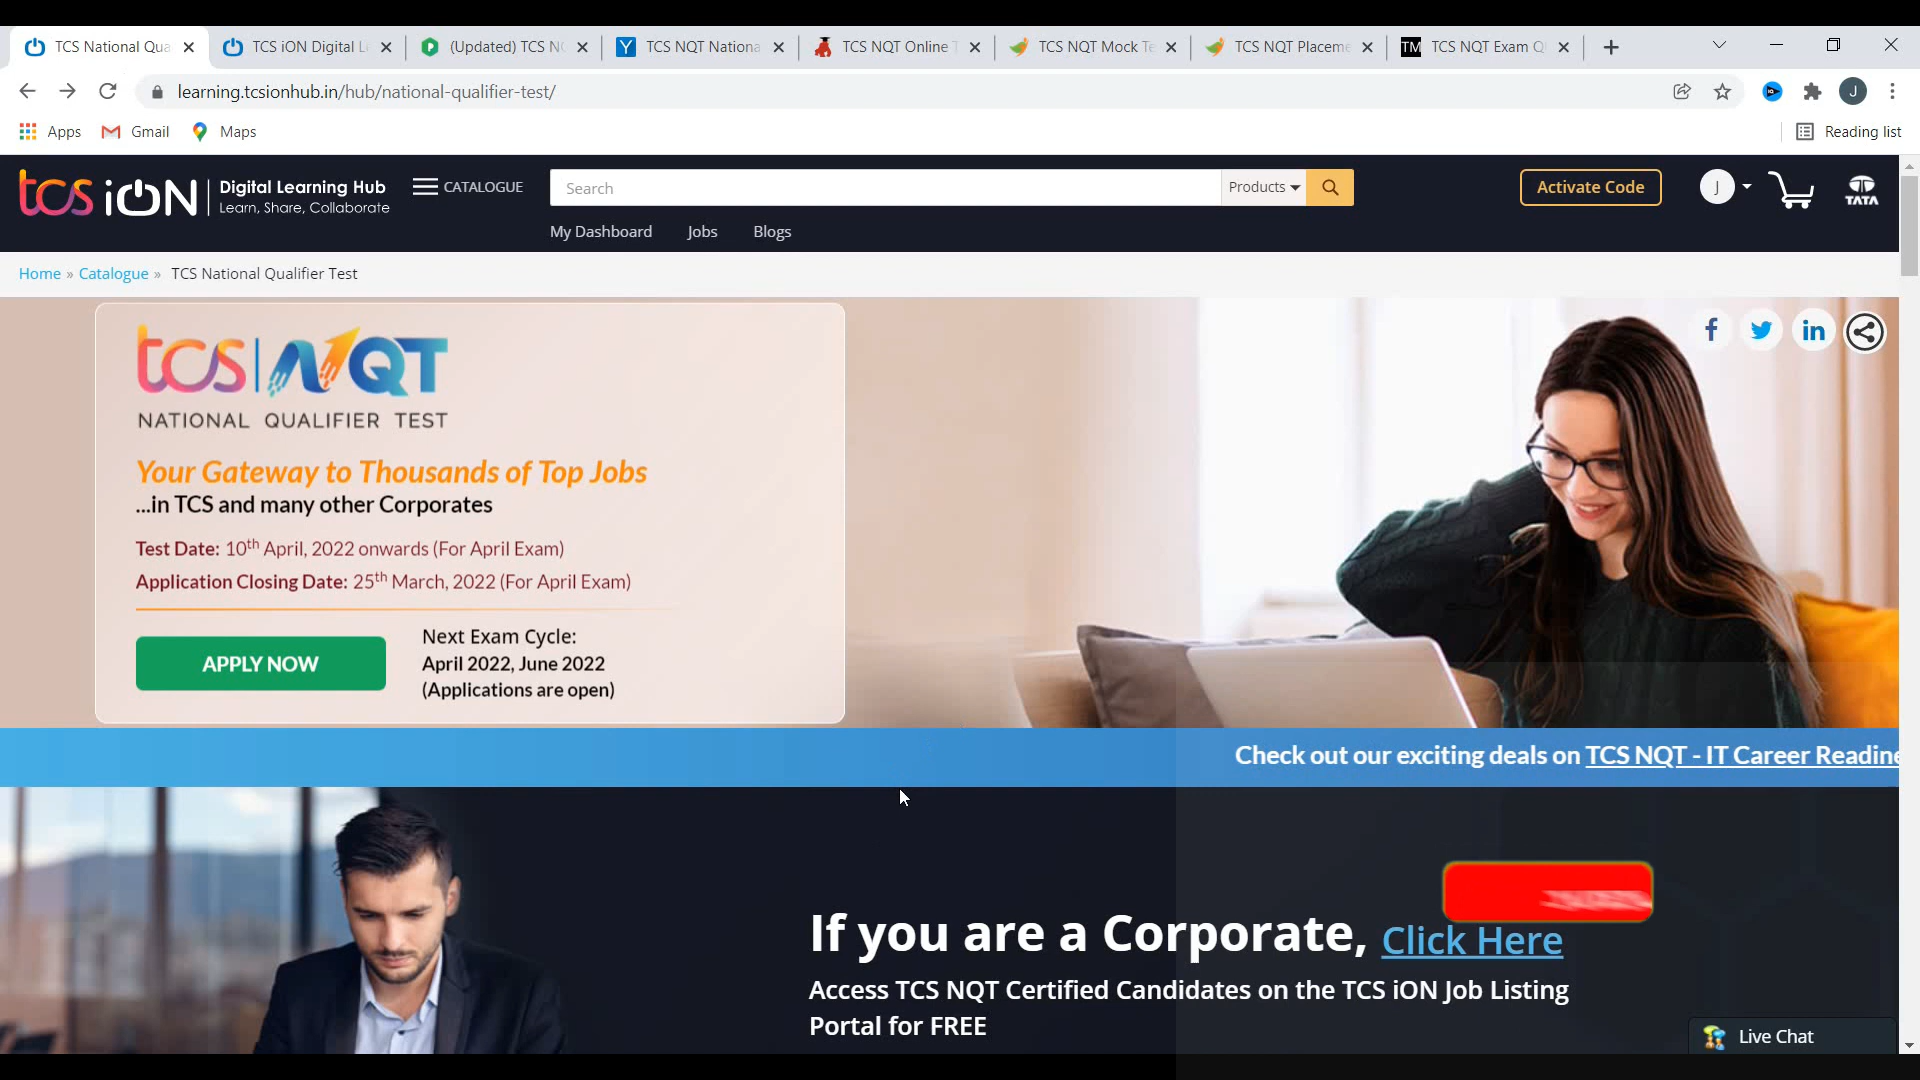 TCS National Qua
TCS iON Digital L
(Updated) TCS N
TCS NQT Nationa
TCS NQT Online T
TCS NQT Mock Te
TCS NQT Placeme
TM TCS NQT Exam Q
learning.tcsionhub.in/hub/national-qualifier-test/
J
Apps
Gmail
Maps
Reading list
tcs iON
Digital Learning Hub
Learn, Share, Collaborate
CATALOGUE
Search
Products
Activate Code
J
TATA
My Dashboard
Jobs
Blogs
Home » Catalogue » TCS National Qualifier Test
tcs | NQT
NATIONAL QUALIFIER TEST
Your Gateway to Thousands of Top Jobs
...in TCS and many other Corporates
Test Date: 10th April, 2022 onwards (For April Exam)
Application Closing Date: 25th March, 2022 (For April Exam)
APPLY NOW
Next Exam Cycle:
April 2022, June 2022
(Applications are open)
Check out our exciting deals on TCS NQT - IT Career Readine
If you are a Corporate, Click Here
Access TCS NQT Certified Candidates on the TCS iON Job Listing
Portal for FREE
Live Chat